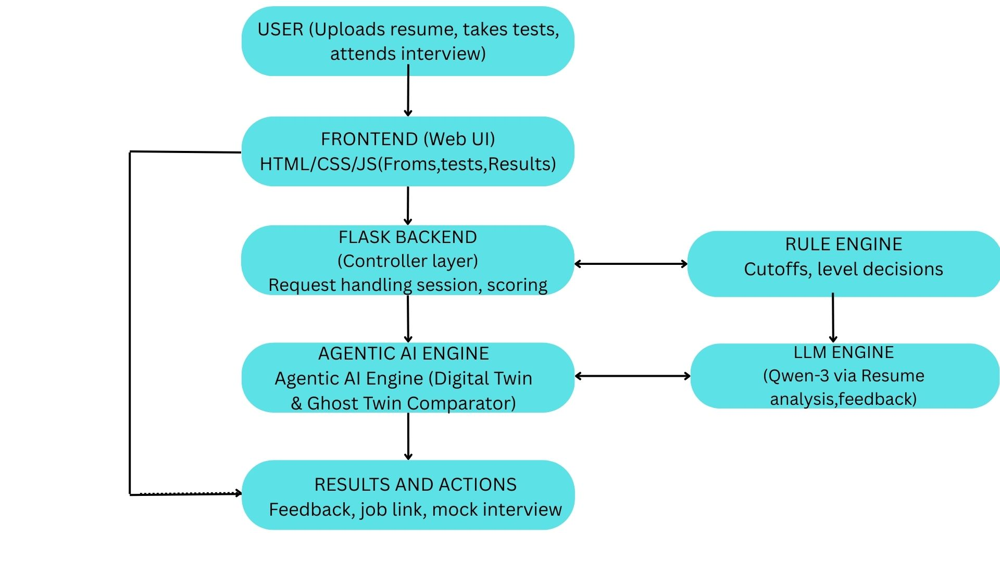 USER (Uploads resume, takes tests,
attends interview)
FRONTEND (Web UI)
HTML/CSS/JS(Froms,tests,Results)
FLASK BACKEND
(Controller layer)
Request handling session, scoring
RULE ENGINE
Cutoffs, level decisions
AGENTIC AI ENGINE
Agentic AI Engine (Digital Twin
& Ghost Twin Comparator)
LLM ENGINE
(Qwen-3 via Resume
analysis,feedback)
RESULTS AND ACTIONS
Feedback, job link, mock interview